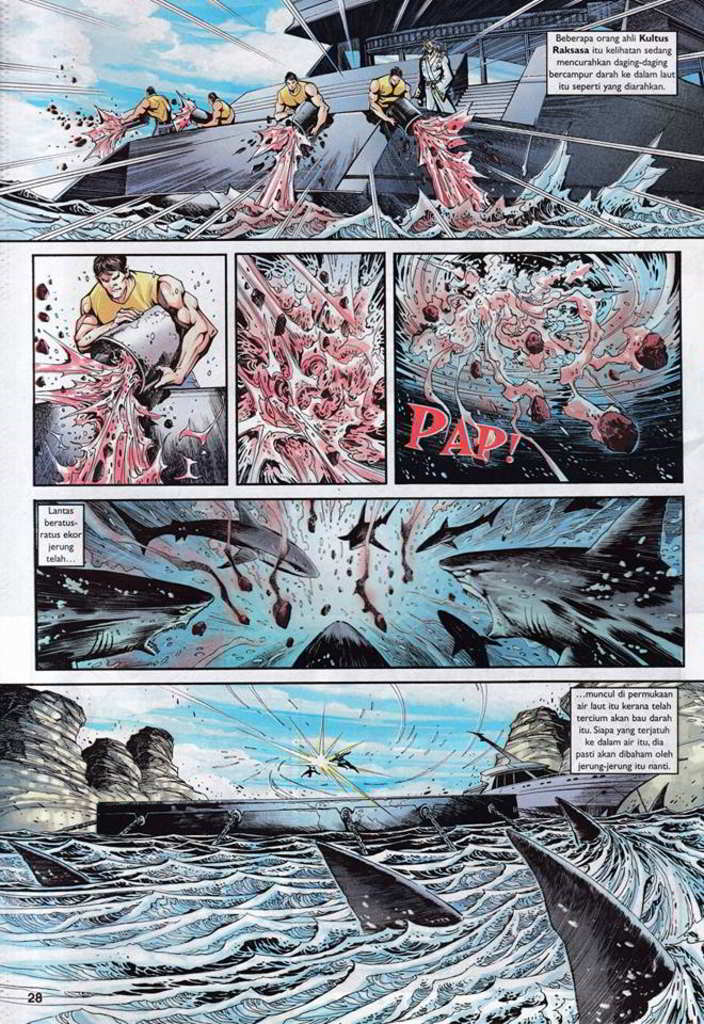 Beberapa orang ahli Kultus
Raksasa itu kelihatan sedang
mencurahkan daging-daging
bercampur darah ke dalam laut
itu seperti yang diarahkan.
PAP!
Lantas
beratus-
ratus ekor
jerung
telah...
...muncul di permukaan
air laut itu kerana telah
tercium akan bau darah
itu. Siapa yang terjatuh
ke dalam air itu, dia
pasti akan dibaham oleh
jerung-jerung itu nanti.
28